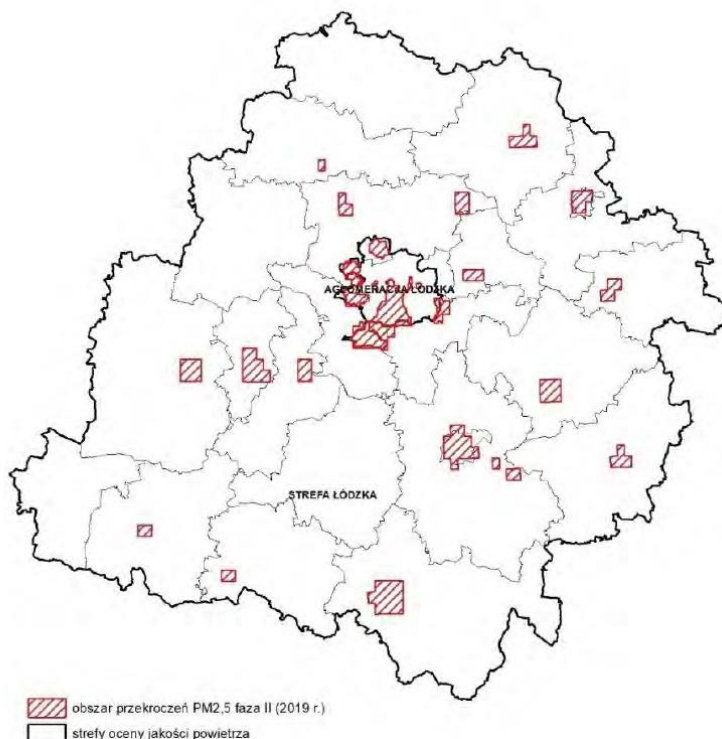 AGLOMERACJA ŁÓDZKA
STREFA ŁÓDZKA
obszar przekroczeń PM2,5 faza II (2019 r.)
strefy oceny jakości powietrza